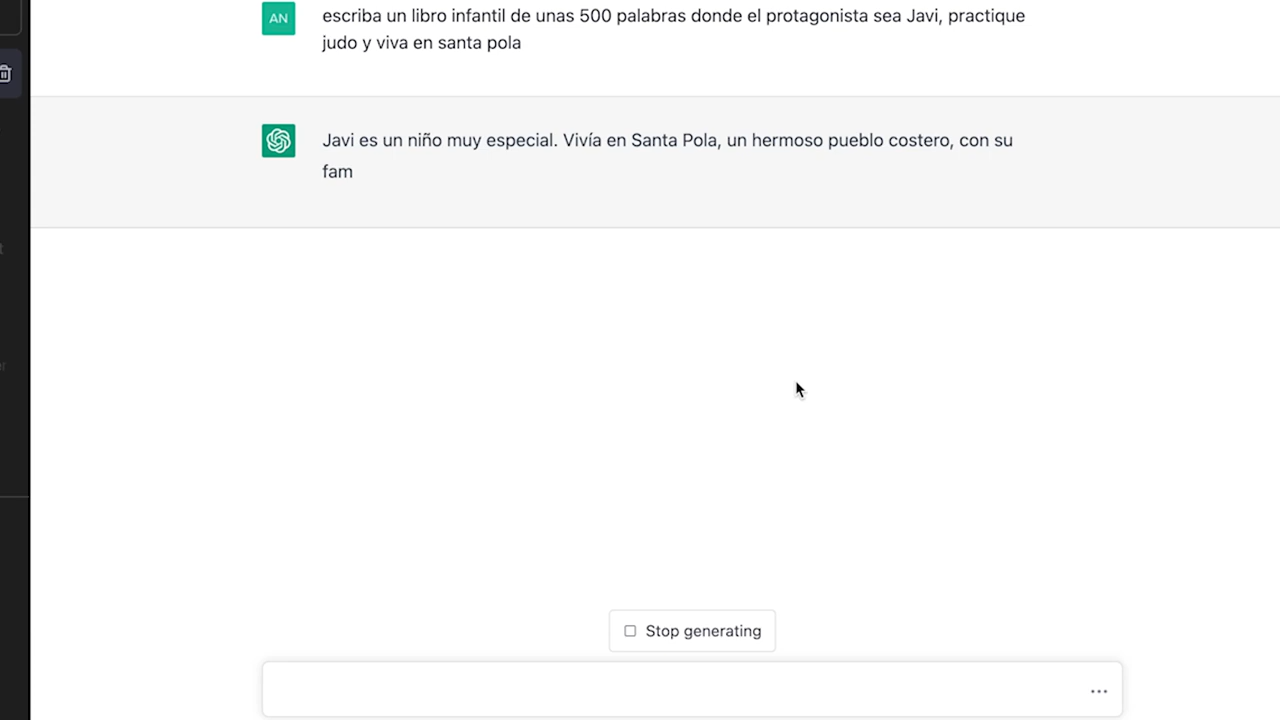 AN
escriba un libro infantil de unas 500 palabras donde el protagonista sea Javi, practique
judo y viva en santa pola
Javi es un niño muy especial. Vivía en Santa Pola, un hermoso pueblo costero, con su
fam
Stop generating